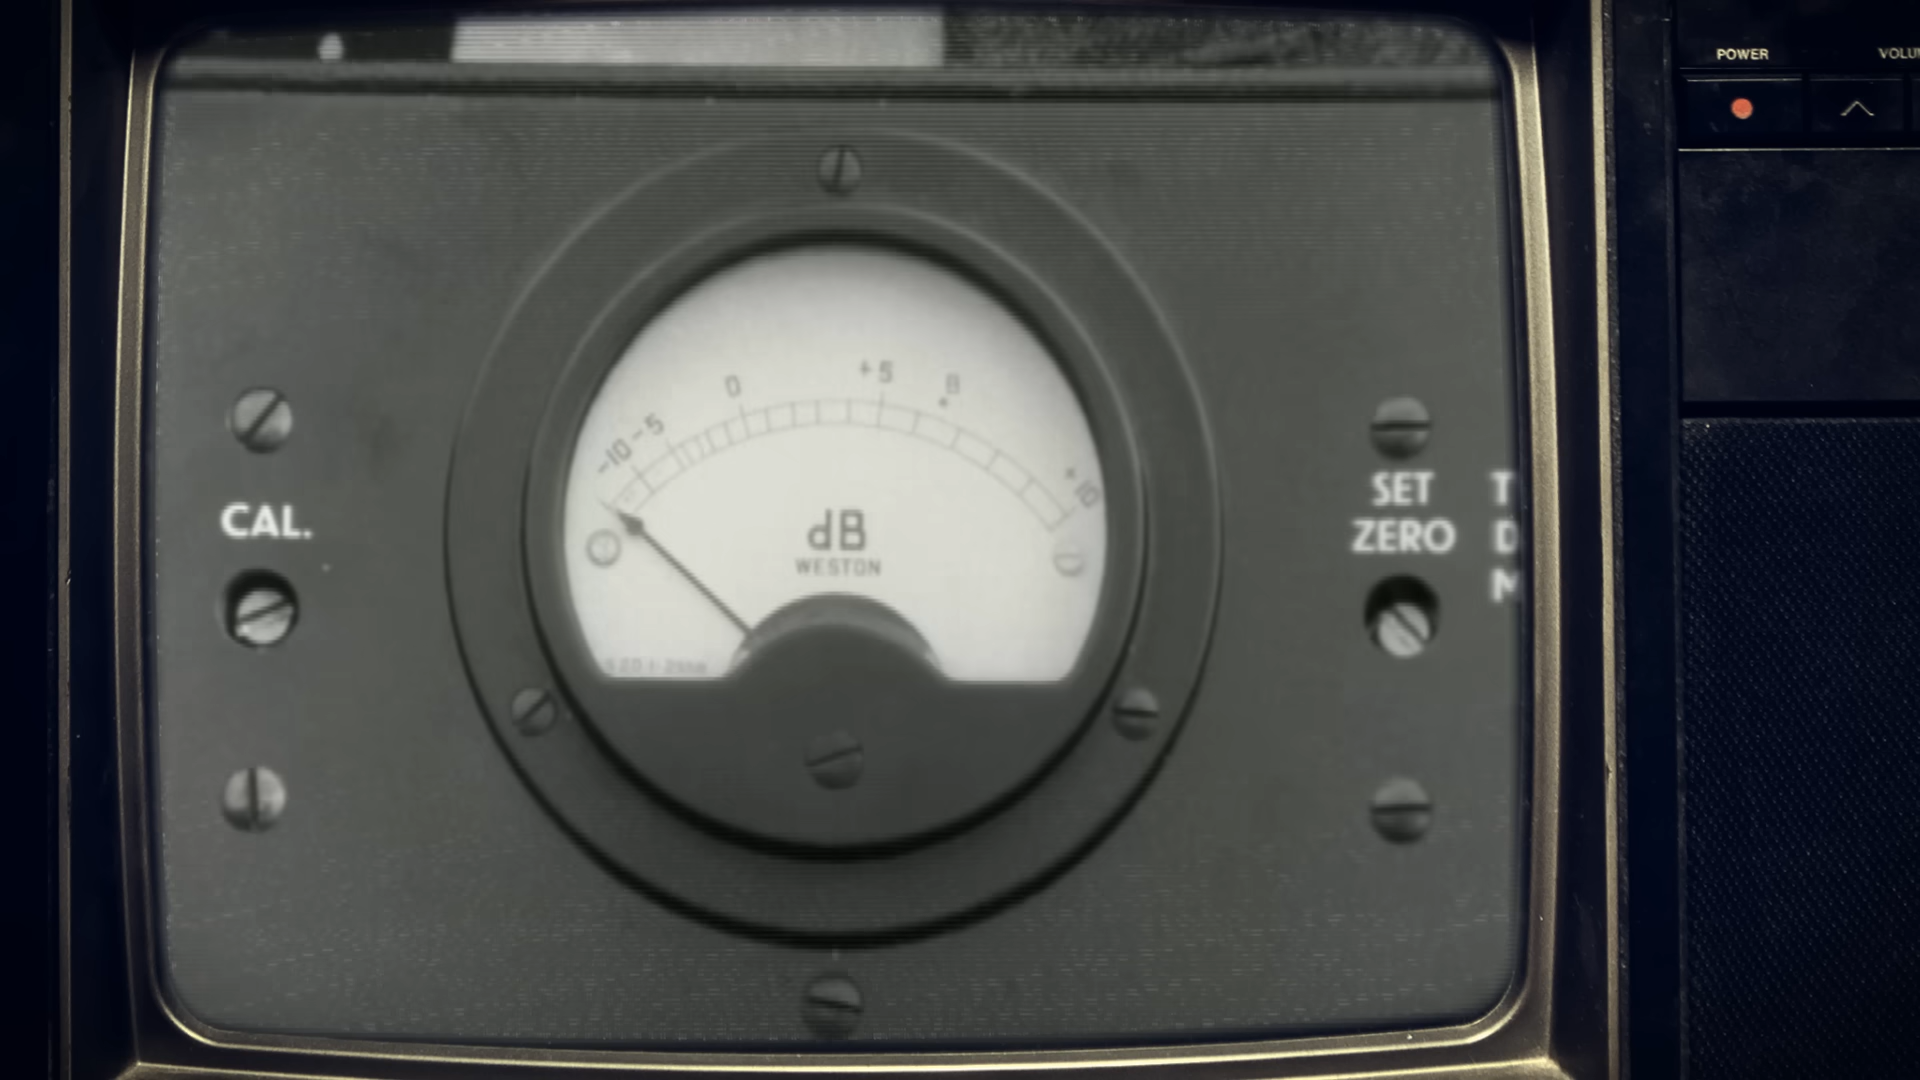 POWER
VOLU
-10
-5
0
+5
8
+10
dB
WESTON
CAL.
SET
ZERO
T
D
M